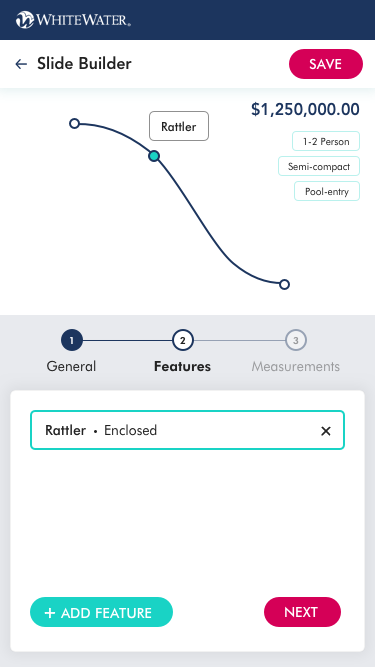 WHITEWATER®
Slide Builder
SAVE
$1,250,000.00
Rattler
1-2 Person
Semi-compact
Pool-entry
1
2
3
General
Features
Measurements
Rattler • Enclosed
+ ADD FEATURE
NEXT